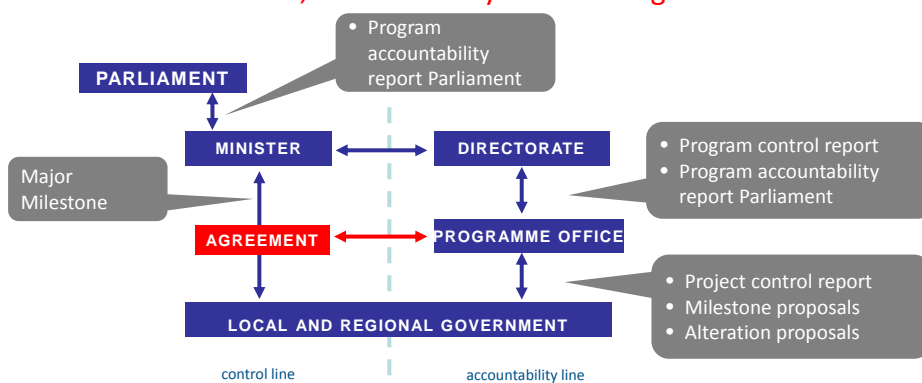 • Program
accountability
report Parliament
PARLIAMENT
MINISTER
DIRECTORATE
• Program control report
• Program accountability
report Parliament
Major
Milestone
AGREEMENT
PROGRAMME OFFICE
• Project control report
• Milestone proposals
• Alteration proposals
LOCAL AND REGIONAL GOVERNMENT
control line
accountability line